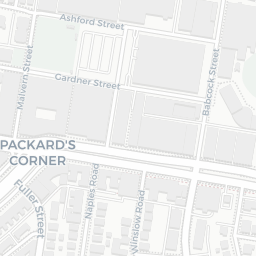 Ashford Street
Malvern Street
Gardner Street
Babcock Street
PACKARD'S
CORNER
Fuller
Street
Naples Road
Winslow Road